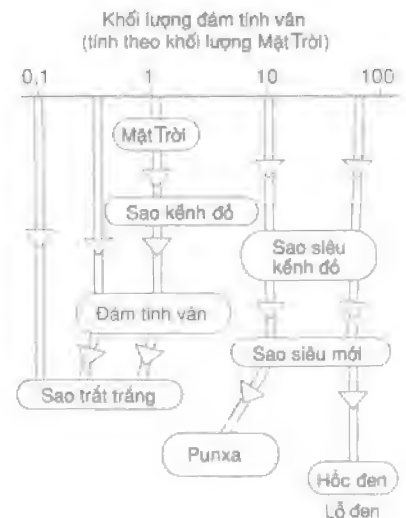 Khối lượng đám tinh vân
(tính theo khối lượng Mặt Trời)
0,1 1 10 100
Mặt Trời
Sao kềnh đỏ
Sao siêu
kềnh đỏ
Đám tinh vân
Sao siêu mới
Sao trắt trắng
Punxa
Hốc đen
Lỗ đen